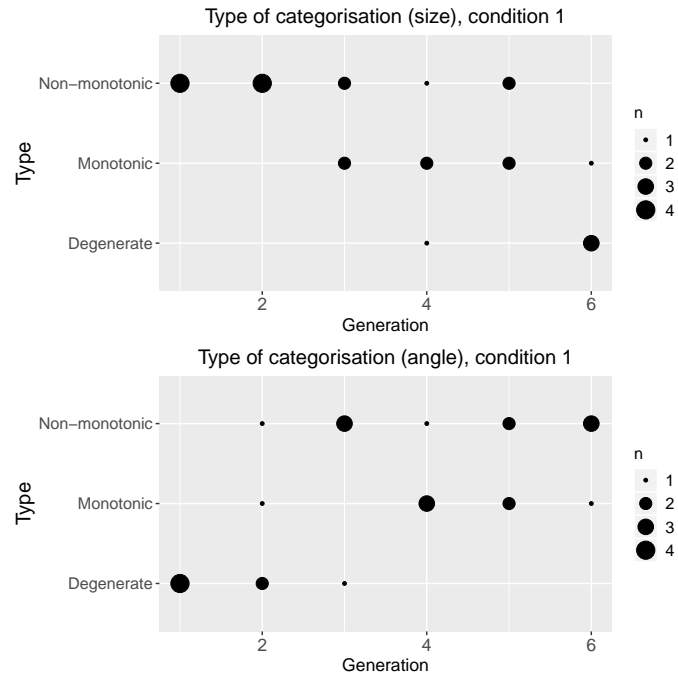 Type of categorisation (size), condition 1
Type
Non−monotonic
Monotonic
Degenerate
2 4 6
Generation
n
1
2
3
4
Type of categorisation (angle), condition 1
Type
Non−monotonic
Monotonic
Degenerate
2 4 6
Generation
n
1
2
3
4